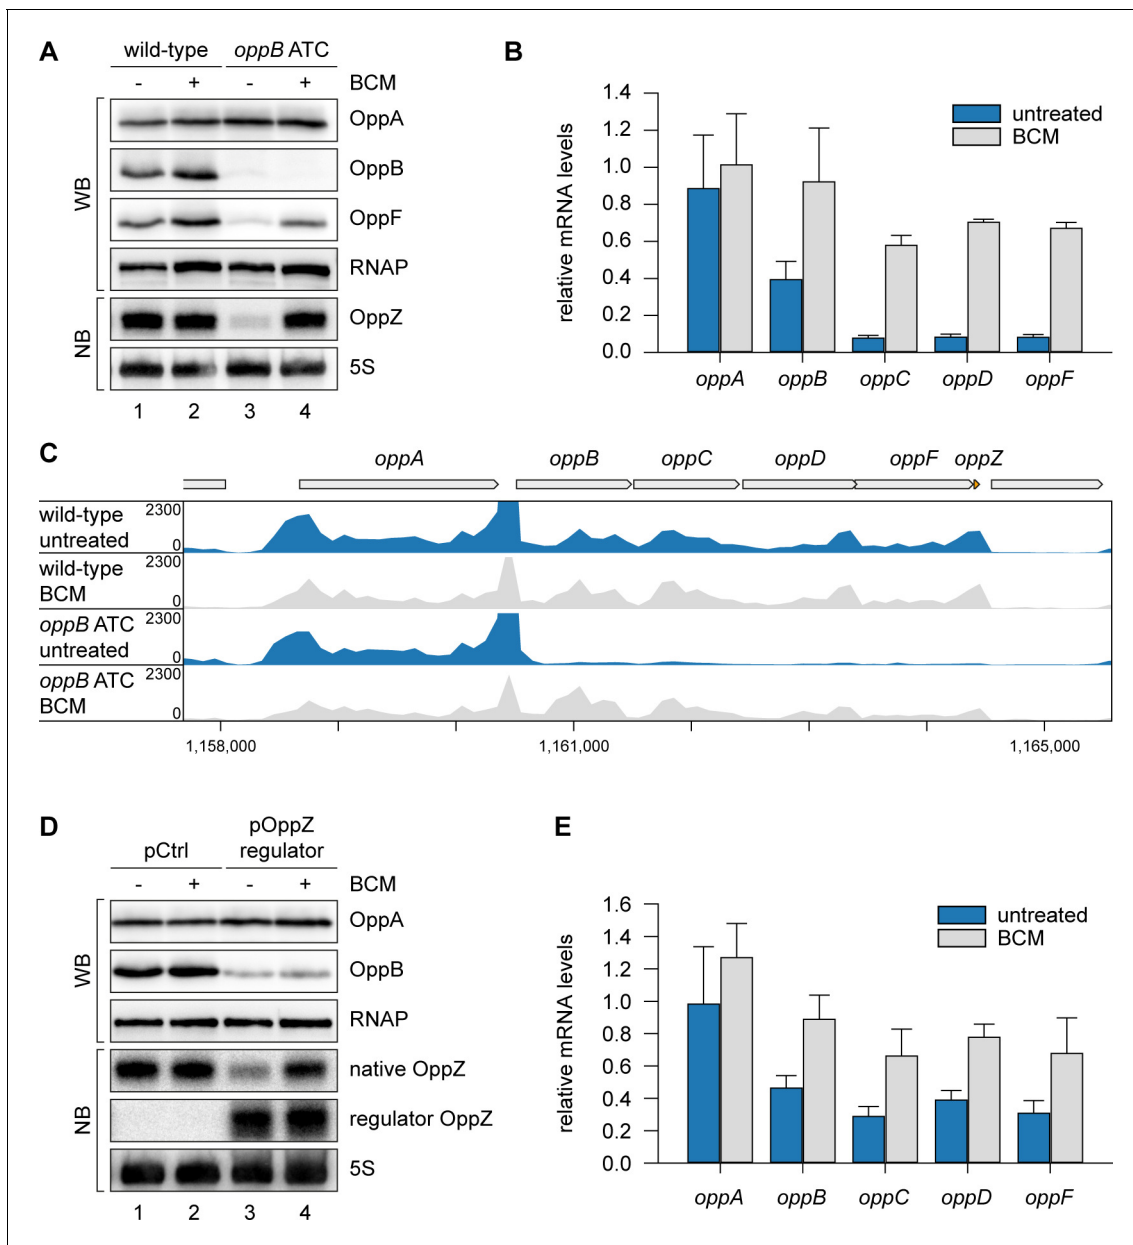 A
wild-type oppB ATC
- + - + BCM
WB
OppA
OppB
OppF
RNAP
NB
OppZ
5S
1 2 3 4
B
relative mRNA levels
1.4
1.2
1.0
0.8
0.6
0.4
0.2
0.0
untreated
BCM
oppA oppB oppC oppD oppF
C
oppA oppB oppC oppD oppF oppZ
wild-type
untreated
2300
0
wild-type
BCM
2300
0
oppB ATC
untreated
2300
0
oppB ATC
BCM
2300
0
1,158,000 1,161,000 1,165,000
D
pCtrl
pOppZ
regulator
- + - + BCM
WB
OppA
OppB
RNAP
NB
native OppZ
regulator OppZ
5S
1 2 3 4
E
relative mRNA levels
1.6
1.4
1.2
1.0
0.8
0.6
0.4
0.2
0.0
untreated
BCM
oppA oppB oppC oppD oppF